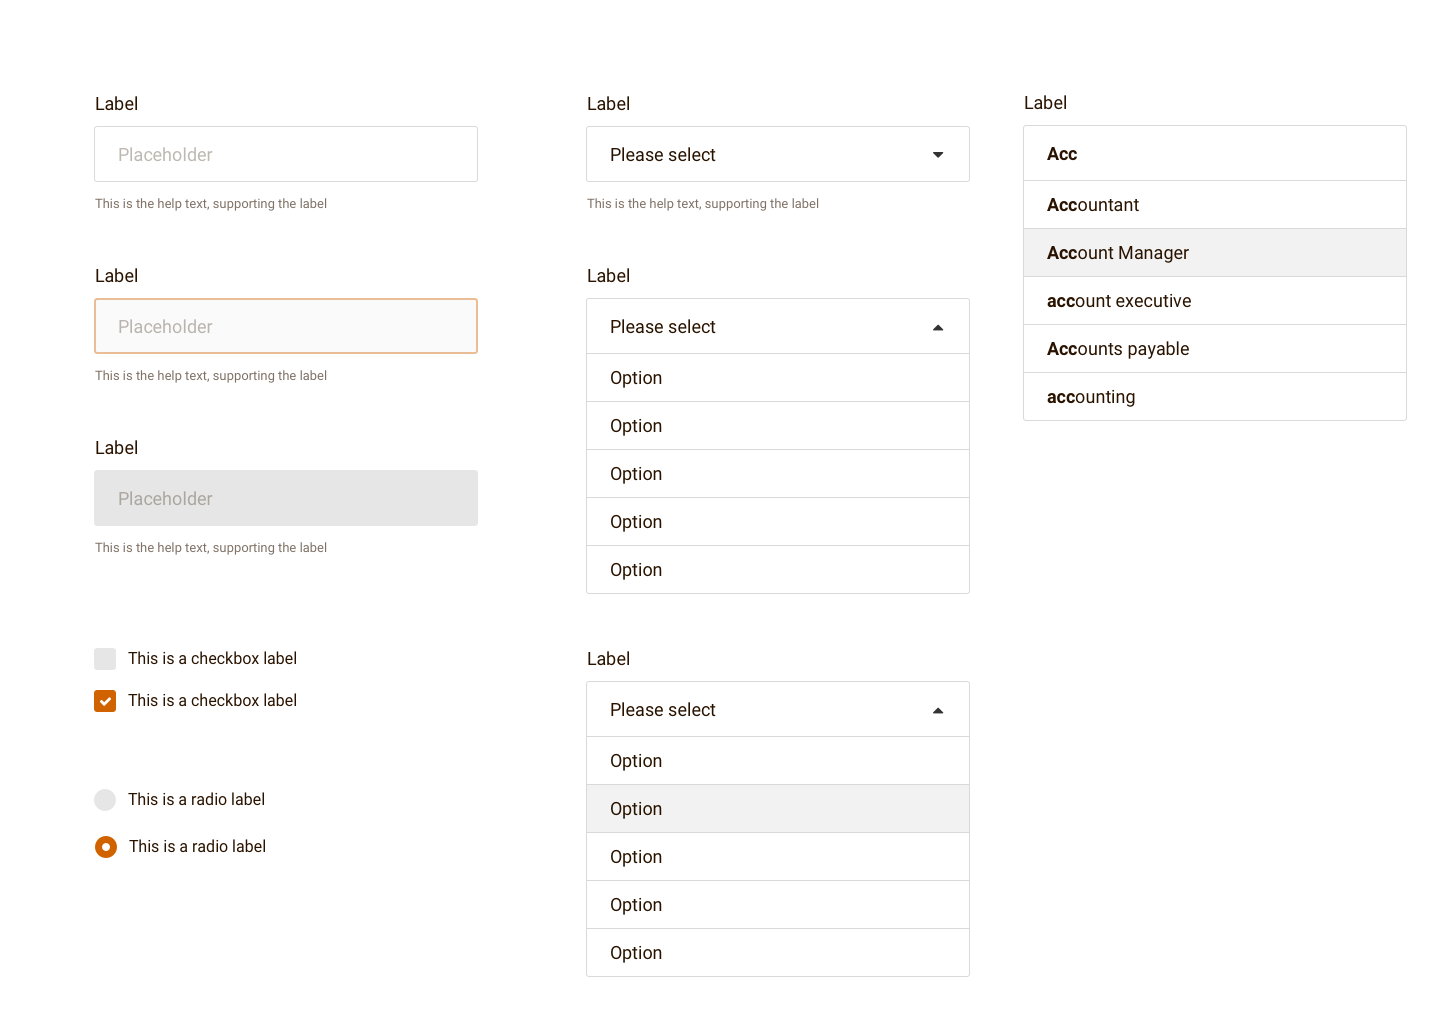 Label
Placeholder
This is the help text, supporting the label
Label
Placeholder
This is the help text, supporting the label
Label
Placeholder
This is the help text, supporting the label
This is a checkbox label
This is a checkbox label
This is a radio label
This is a radio label
Label
Please select
This is the help text, supporting the label
Label
Please select
Option
Option
Option
Option
Option
Label
Please select
Option
Option
Option
Option
Option
Label
Acc
Accountant
Account Manager
account executive
Accounts payable
accounting